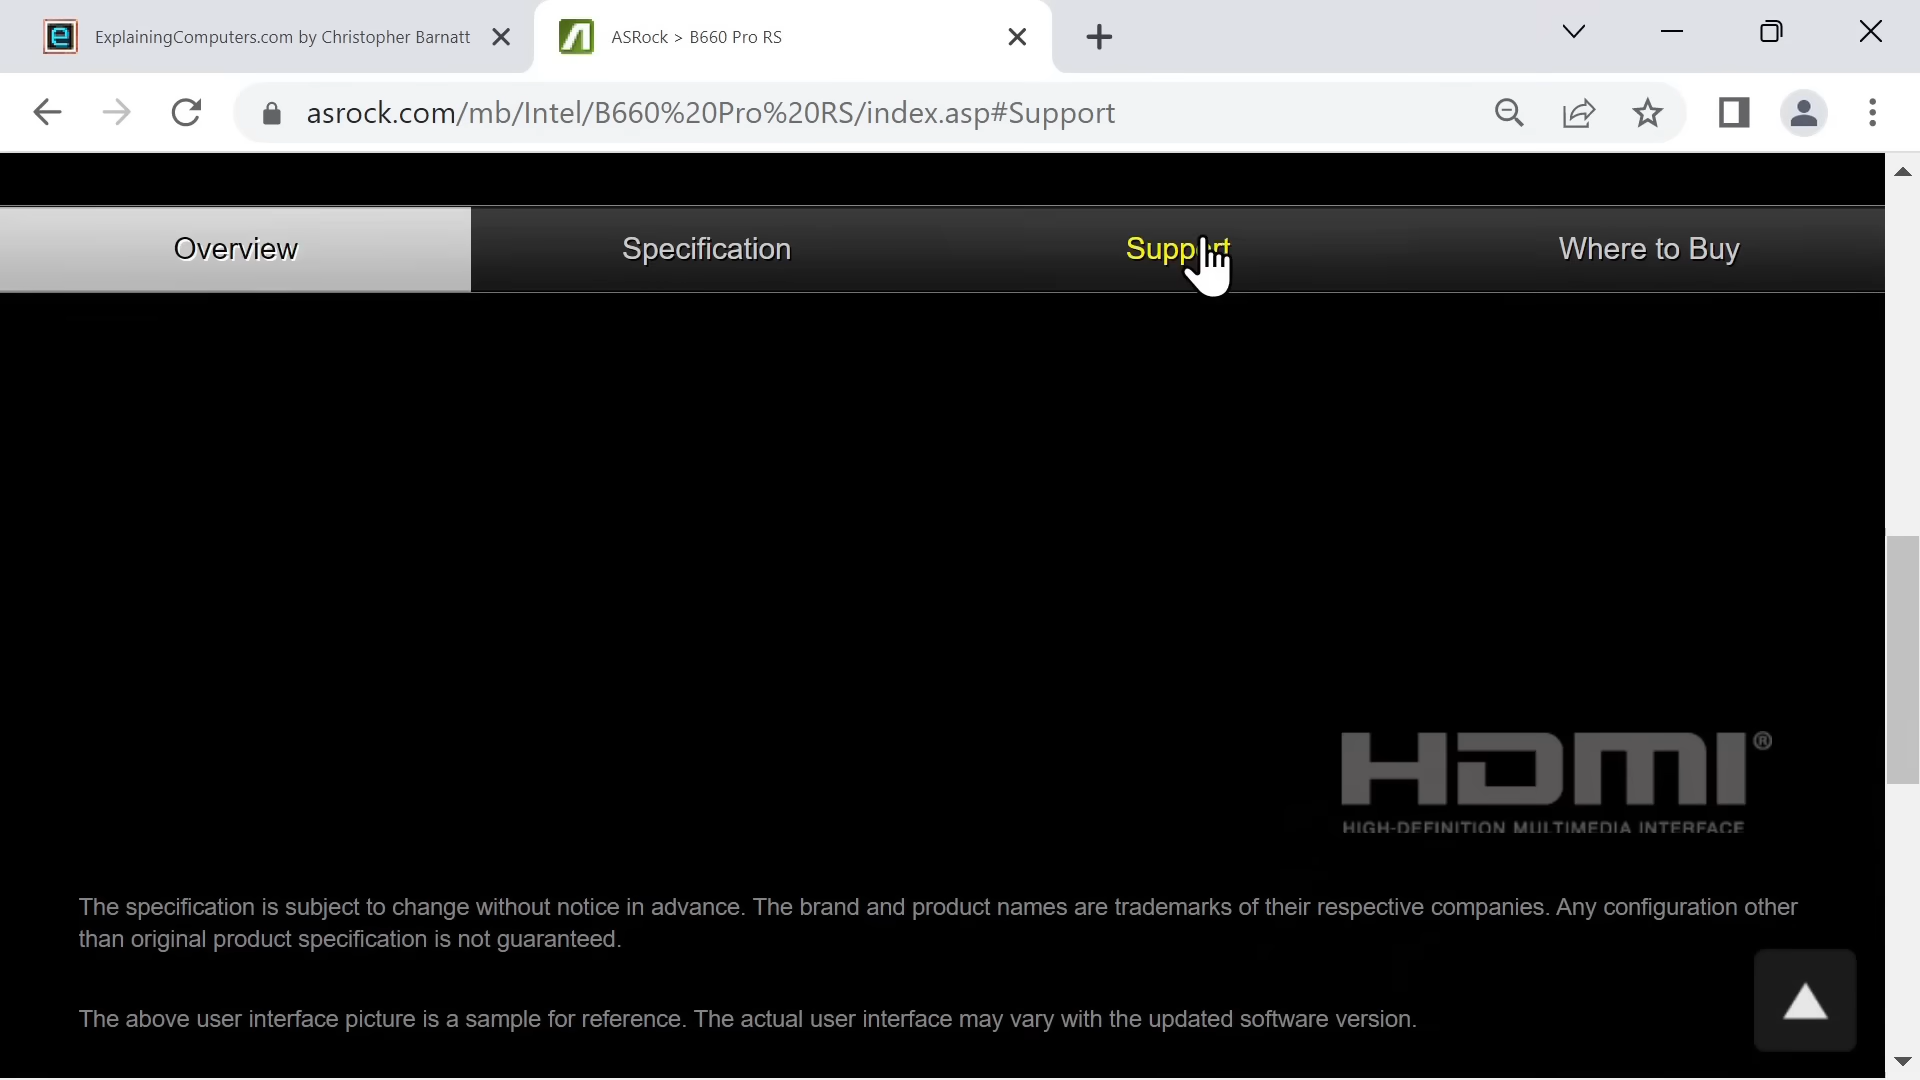 ExplainingComputers.com by Christopher Barnatt
ASRock > B660 Pro RS
asrock.com/mb/Intel/B660%20Pro%20RS/index.asp#Support
Overview
Specification
Support
Where to Buy
HDMI®
HIGH-DEFINITION MULTIMEDIA INTERFACE
The specification is subject to change without notice in advance. The brand and product names are trademarks of their respective companies. Any configuration other
than original product specification is not guaranteed.
The above user interface picture is a sample for reference. The actual user interface may vary with the updated software version.